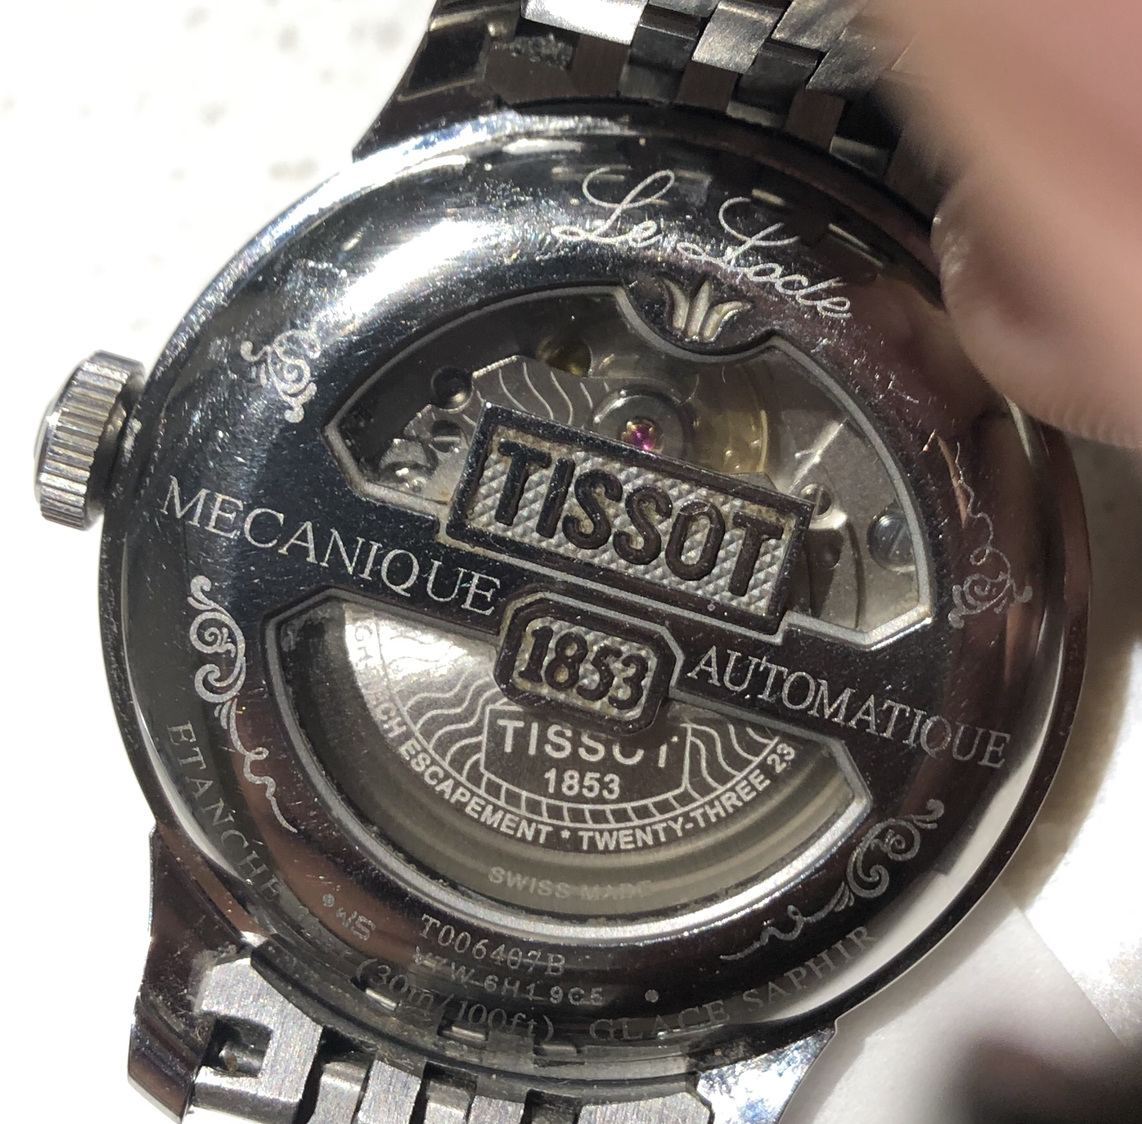 Le Locle
TISSOT
1853
MECANIQUE
AUTOMATIQUE
TISSOT
1853
ESCAPEMENT * TWENTY-THREE 23
SWISS MADE
ETANCHE
T006407B
(30m/100ft)
GLACE SAPHIR